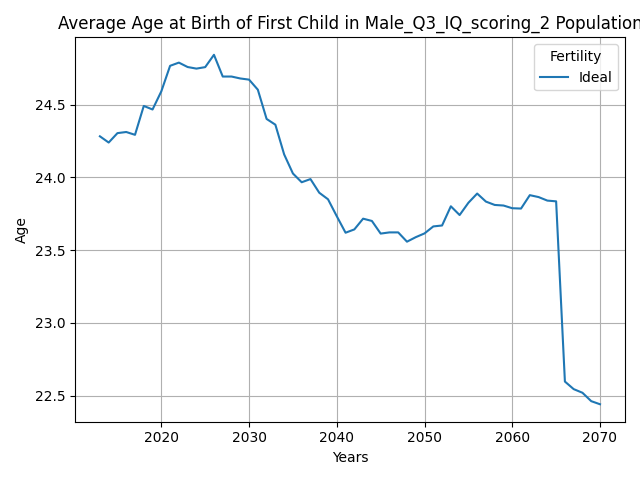 Average Age at Birth of First Child in Male_Q3_IQ_scoring_2 Population
Fertility
Ideal
Age
24.5
24.0
23.5
23.0
22.5
2020 2030 2040 2050 2060 2070
Years